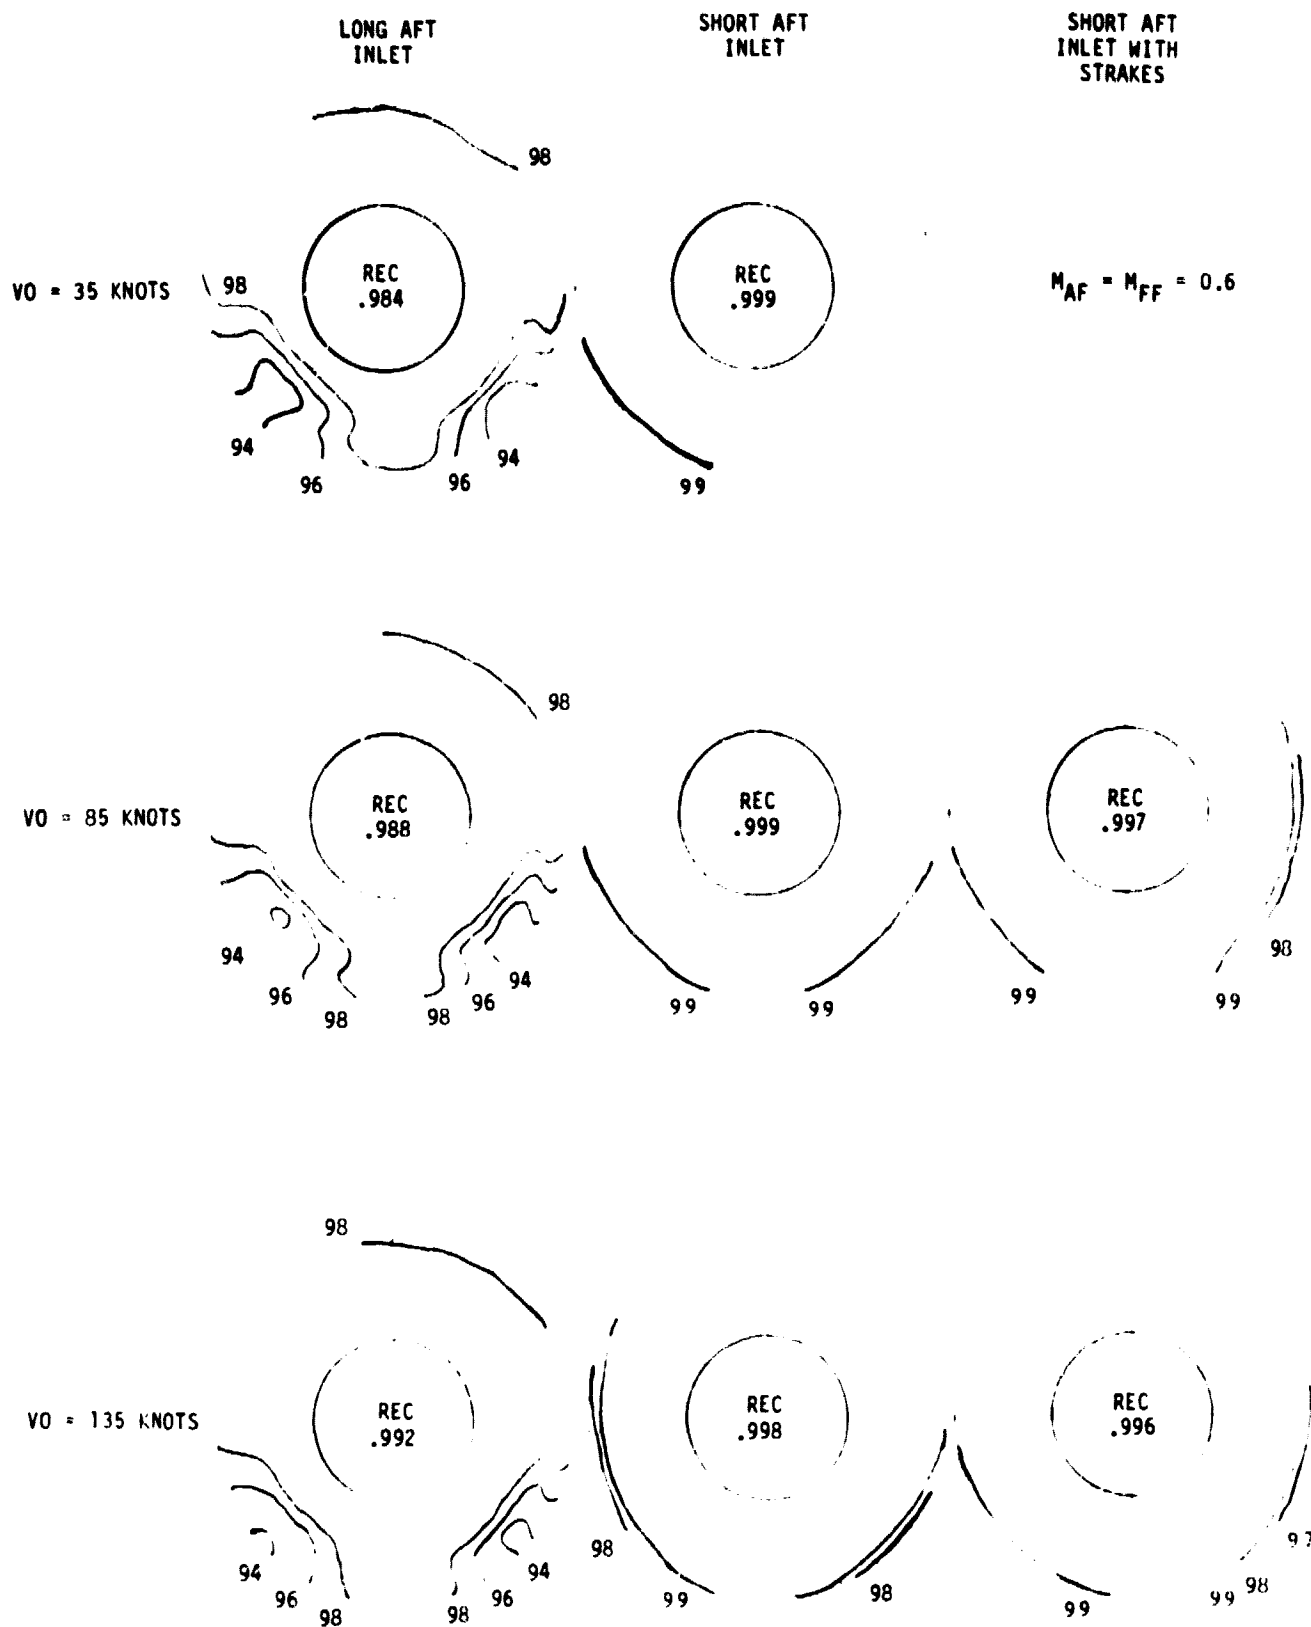 LONG AFT
INLET
SHORT AFT
INLET
SHORT AFT
INLET WITH
STRAKES
98
VO = 35 KNOTS
98
REC
.984
REC
.999
MAF = MFF = 0.6
94
96
96
94
99
98
VO = 85 KNOTS
REC
.988
REC
.999
REC
.997
94
96
98
98
96
94
99
99
99
98
99
98
VO = 135 KNOTS
REC
.992
REC
.998
REC
.996
94
96
98
98
96
94
98
99
98
99
99
98
97